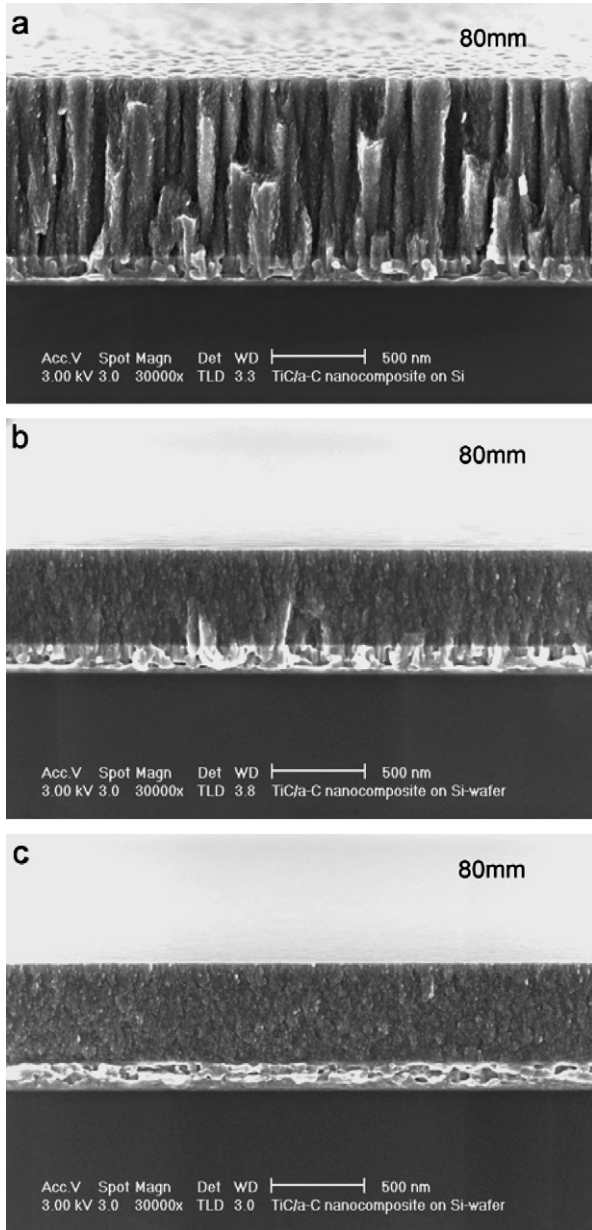 a
80mm
Acc.V Spot Magn Det WD 500 nm
3.00 kV 3.0 30000x TLD 3.3 TiC/a-C nanocomposite on Si
b
80mm
Acc.V Spot Magn Det WD 500 nm
3.00 kV 3.0 30000x TLD 3.8 TiC/a-C nanocomposite on Si-wafer
c
80mm
Acc.V Spot Magn Det WD 500 nm
3.00 kV 3.0 30000x TLD 3.0 TiC/a-C nanocomposite on Si-wafer